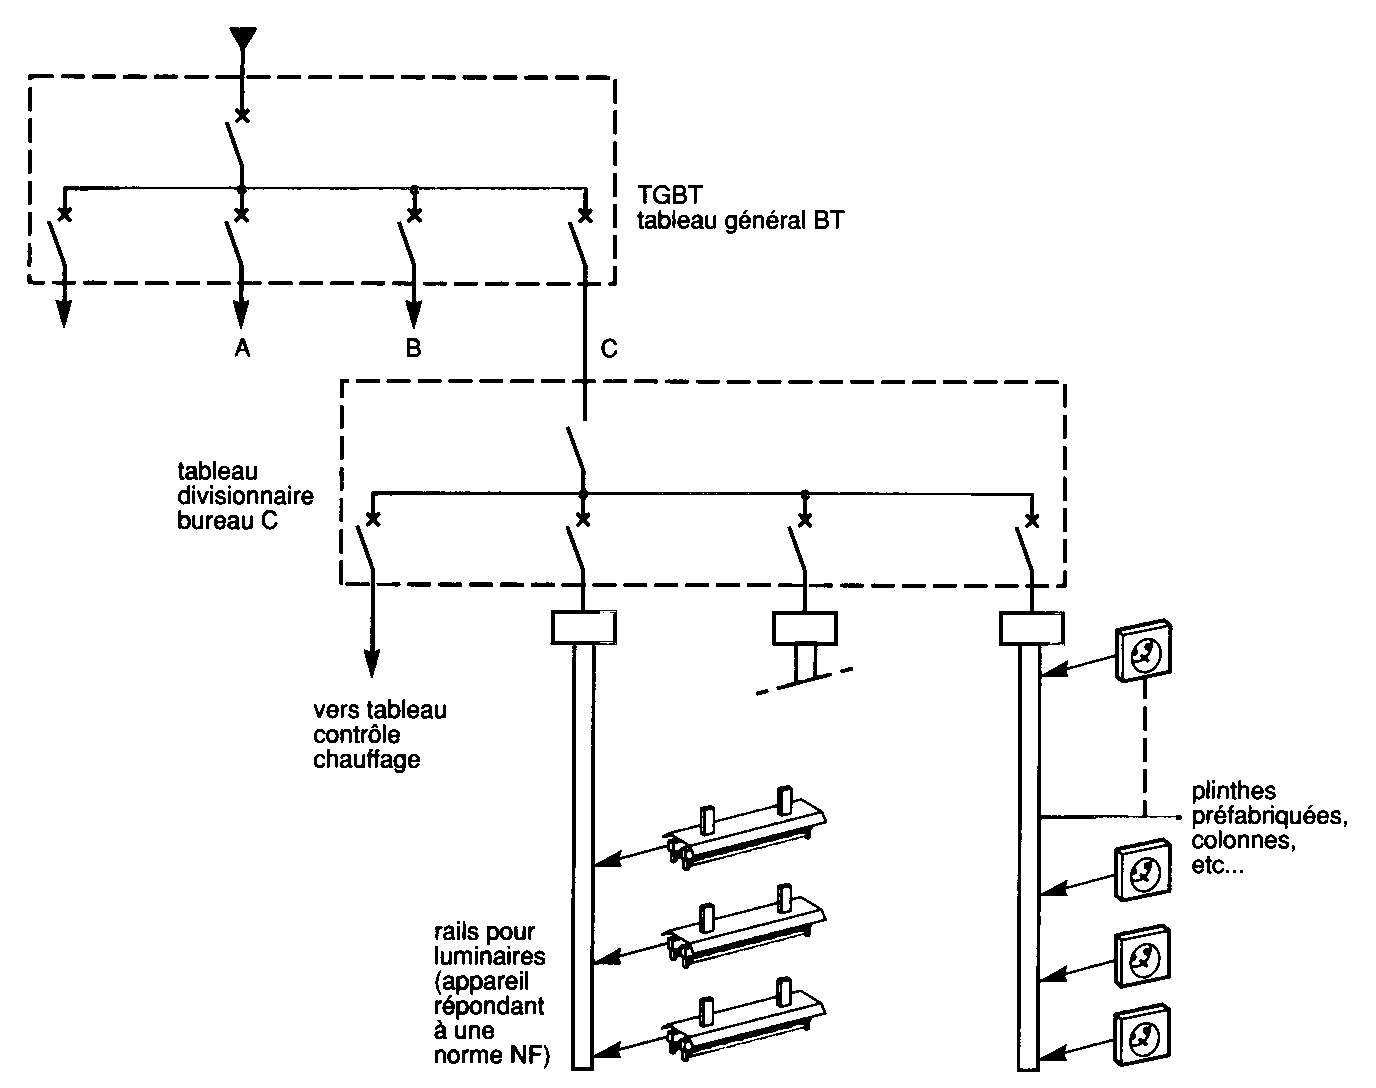 TGBT
tableau général BT
A
B
C
tableau
divisionnaire
bureau C
vers tableau
contrôle
chauffage
plinthes
préfabriquées,
colonnes,
etc...
rails pour
luminaires
(appareil
répondant
à une
norme NF)